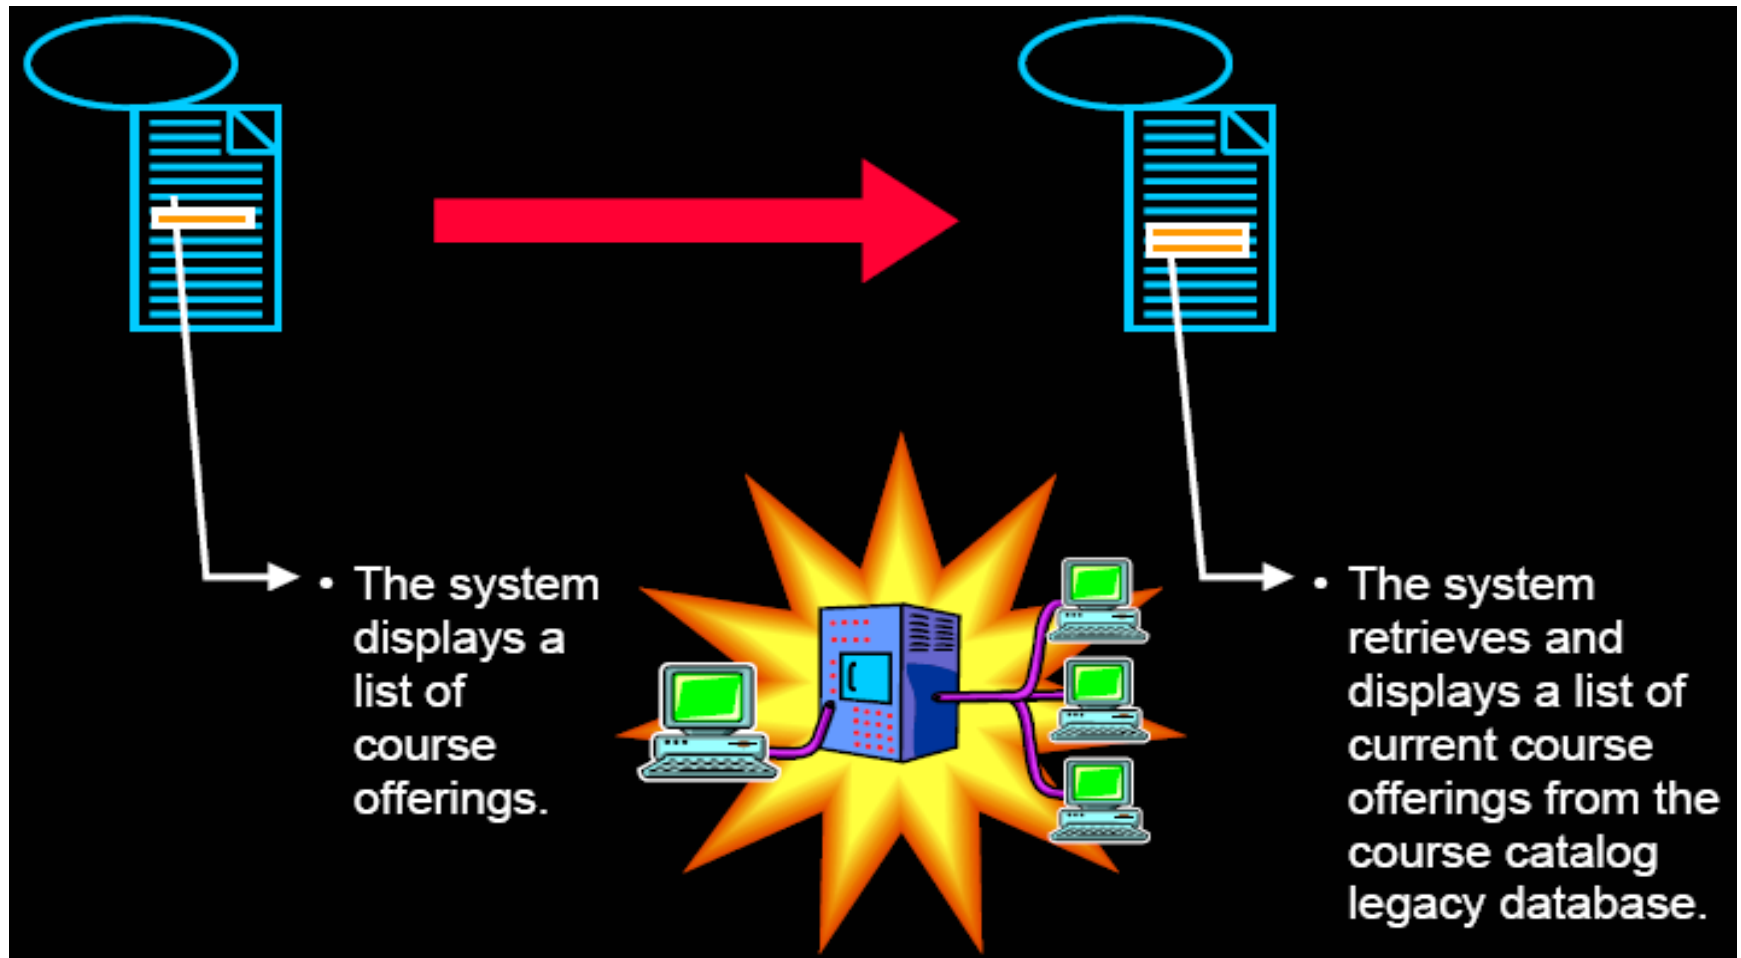 • The system
displays a
list of
course
offerings.
• The system
retrieves and
displays a list of
current course
offerings from the
course catalog
legacy database.